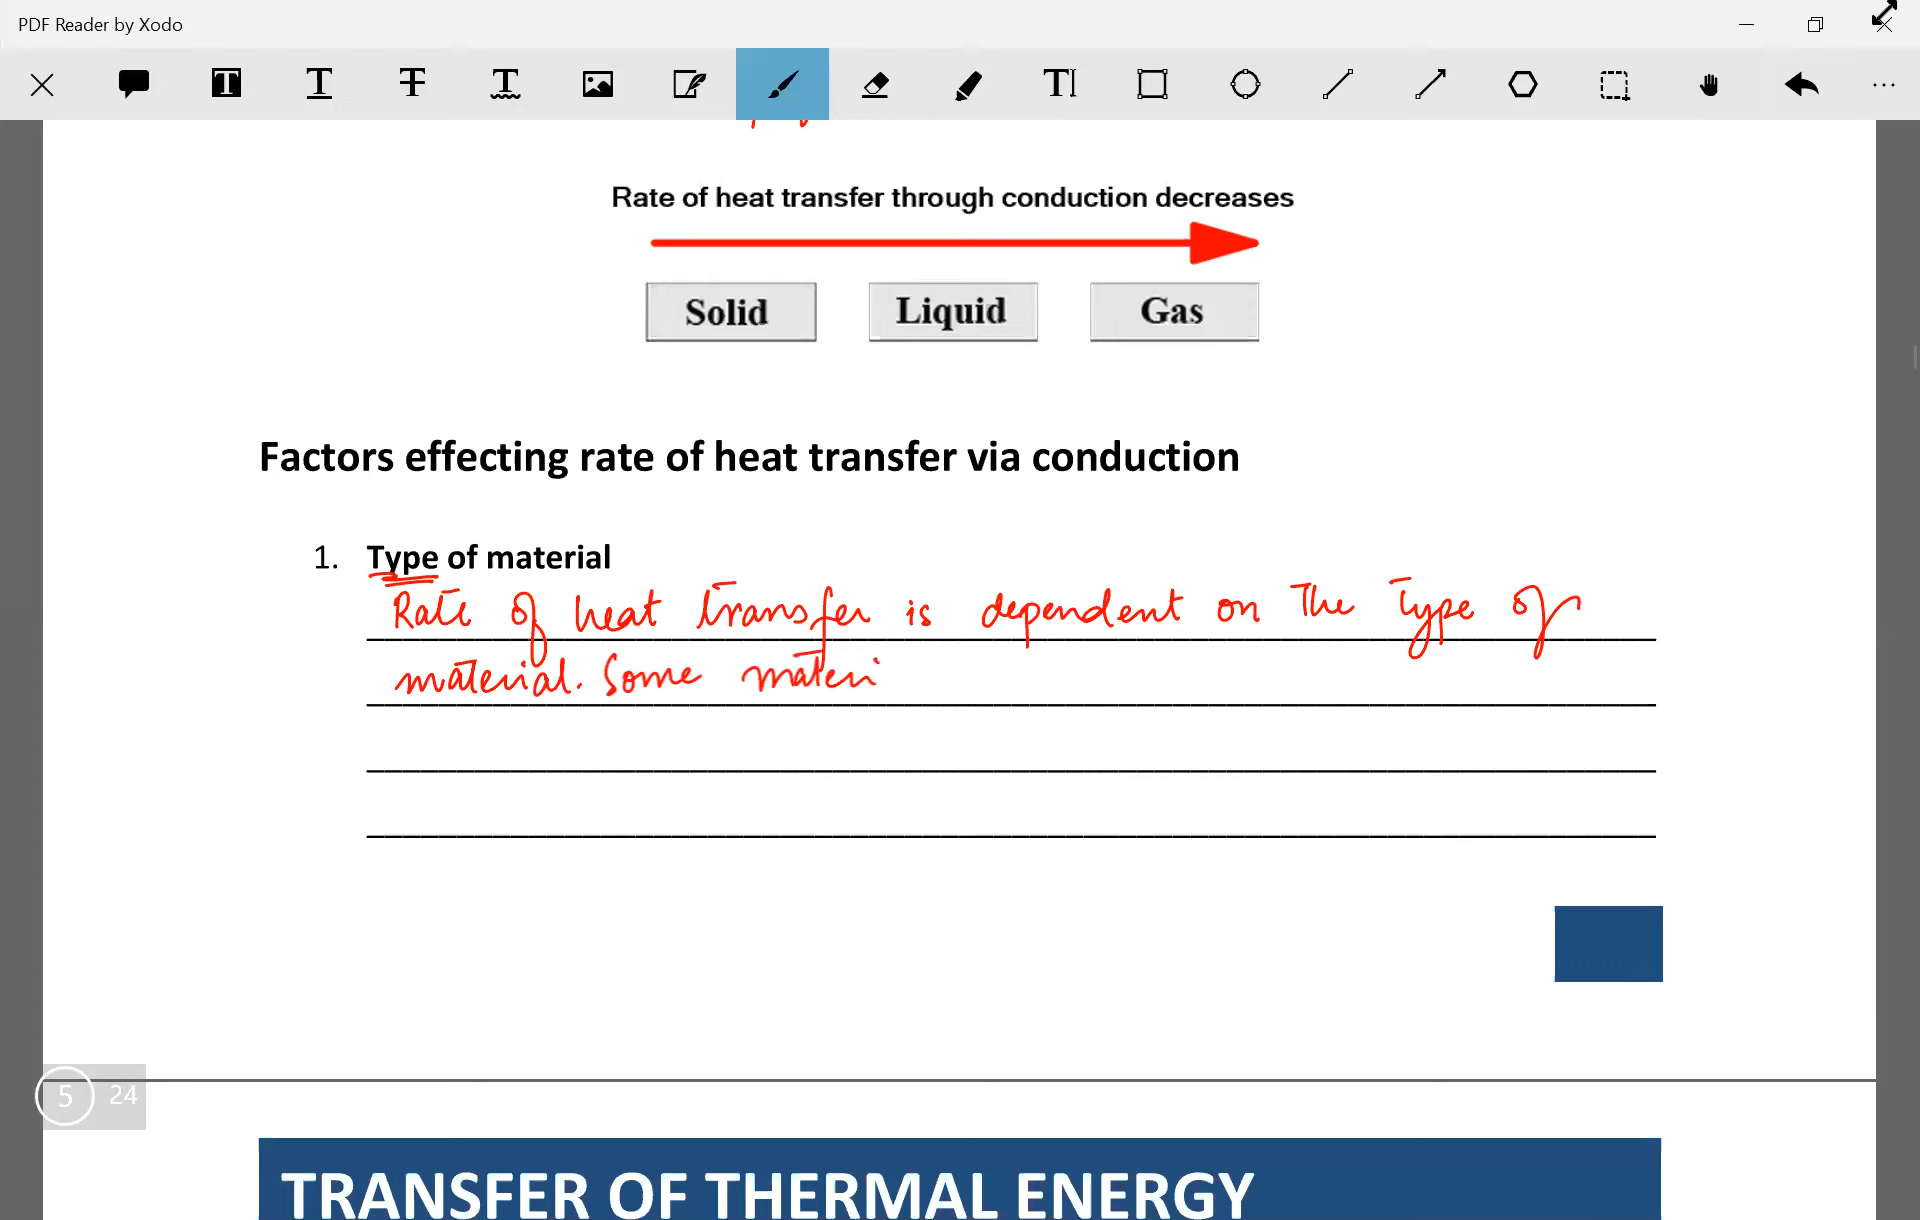 PDF Reader by Xodo
Rate of heat transfer through conduction decreases
Solid Liquid Gas
Factors effecting rate of heat transfer via conduction
1. Type of material
Rate of heat transfer is dependent on the type of
material. Some materi
5 24
TRANSFER OF THERMAL ENERGY